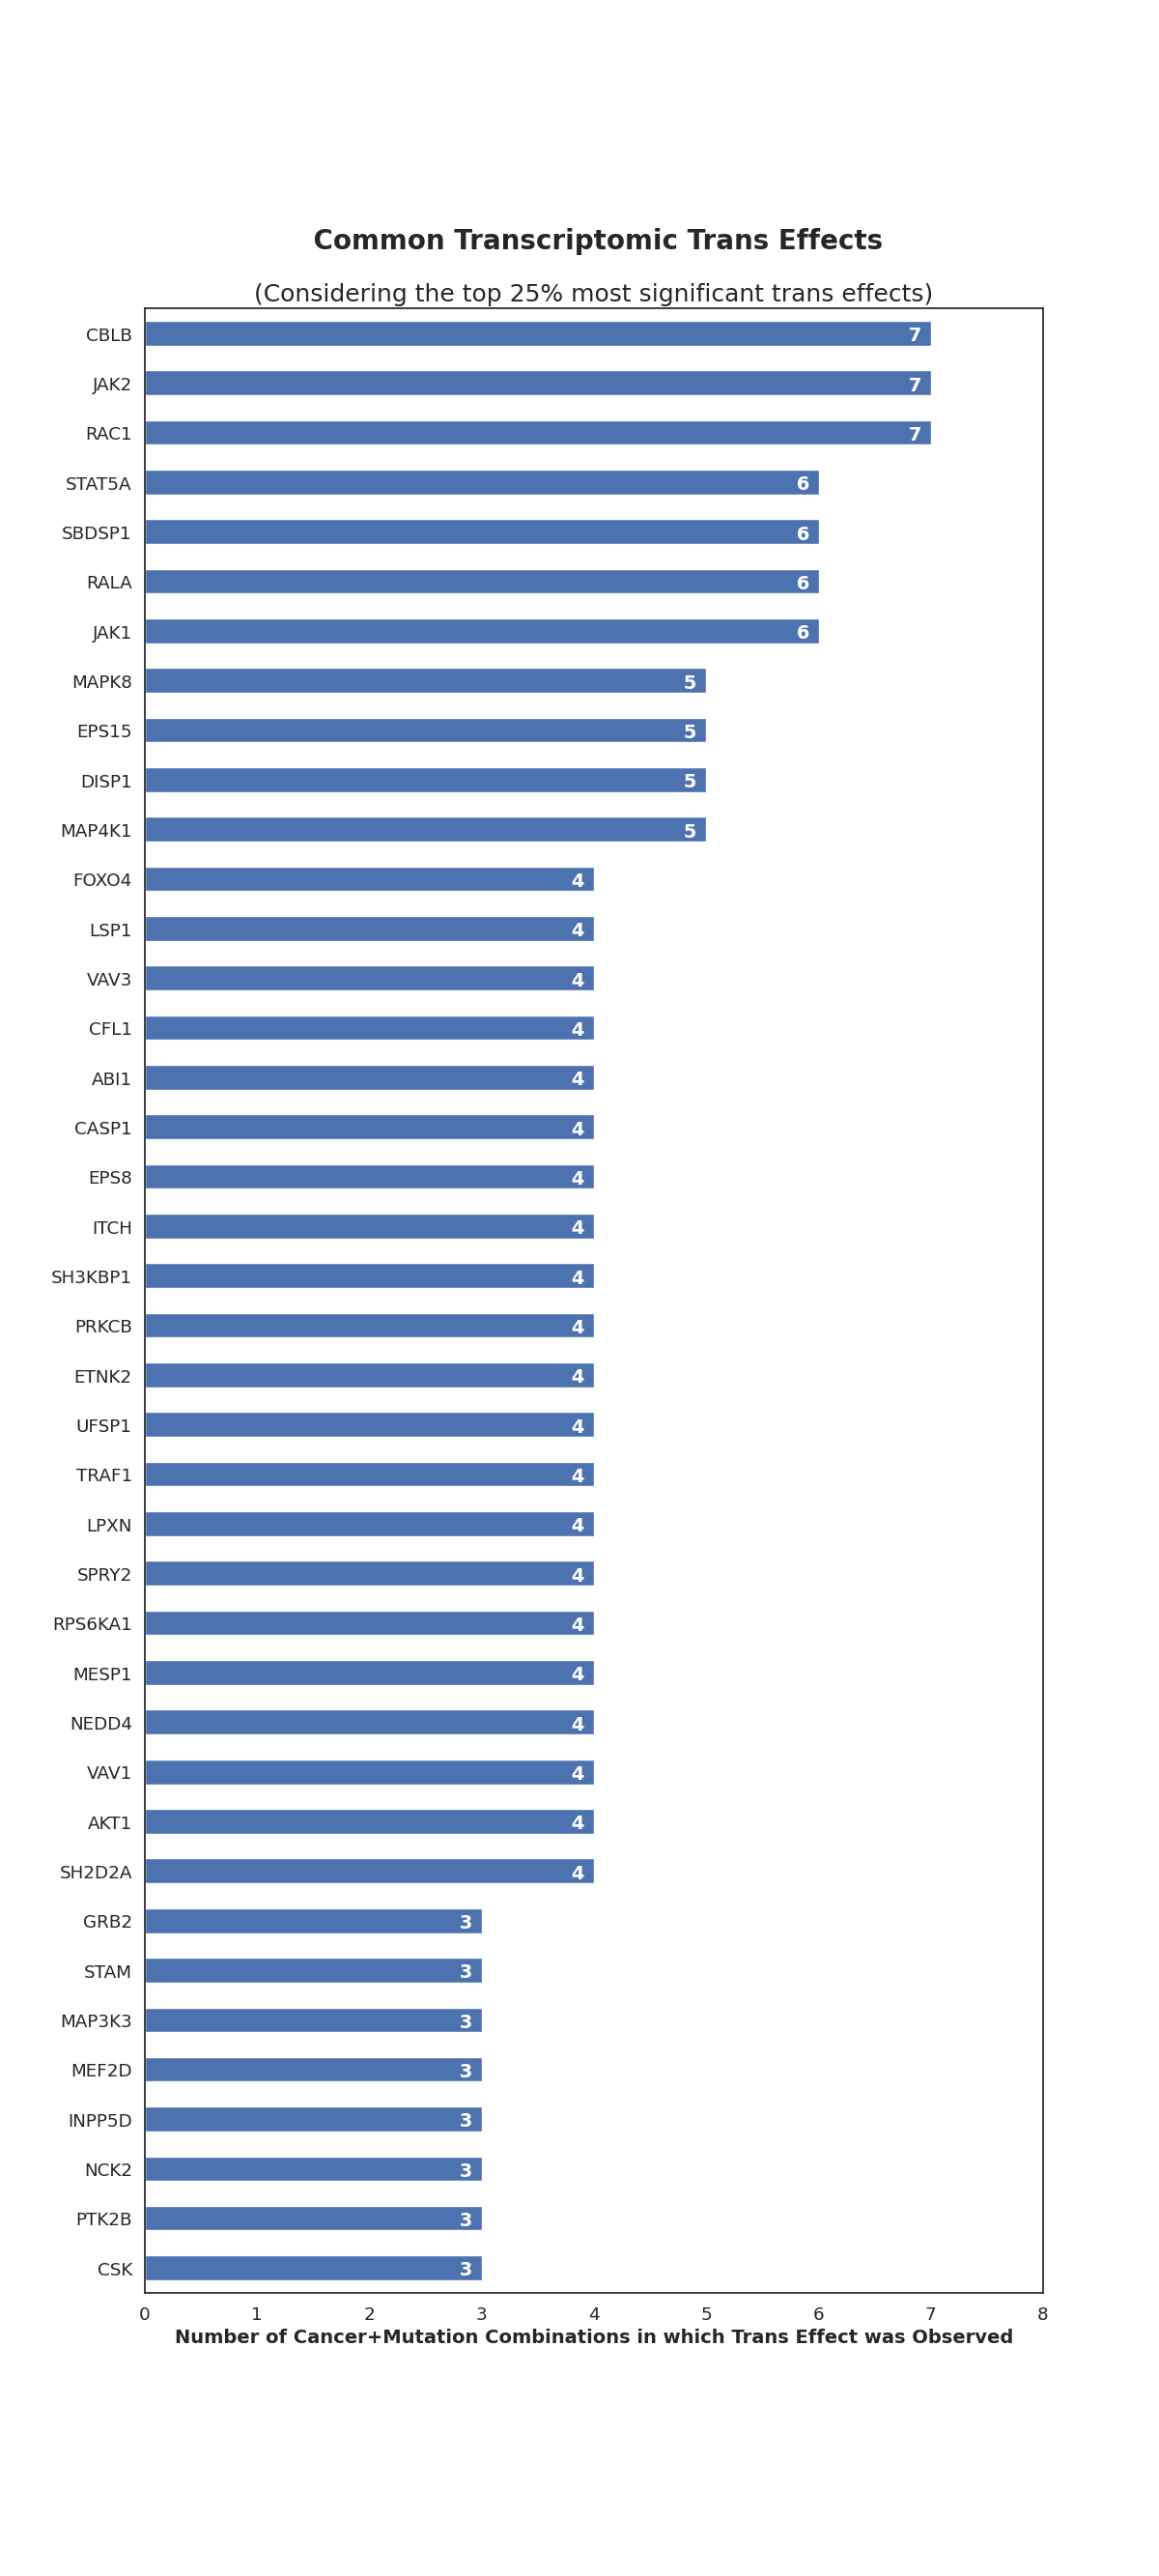 Common Transcriptomic Trans Effects
(Considering the top 25% most significant trans effects)
CBLB 7
JAK2 7
RAC1 7
STAT5A 6
SBDSP1 6
RALA 6
JAK1 6
MAPK8 5
EPS15 5
DISP1 5
MAP4K1 5
FOXO4 4
LSP1 4
VAV3 4
CFL1 4
ABI1 4
CASP1 4
EPS8 4
ITCH 4
SH3KBP1 4
PRKCB 4
ETNK2 4
UFSP1 4
TRAF1 4
LPXN 4
SPRY2 4
RPS6KA1 4
MESP1 4
NEDD4 4
VAV1 4
AKT1 4
SH2D2A 4
GRB2 3
STAM 3
MAP3K3 3
MEF2D 3
INPP5D 3
NCK2 3
PTK2B 3
CSK 3
0 1 2 3 4 5 6 7 8
Number of Cancer+Mutation Combinations in which Trans Effect was Observed